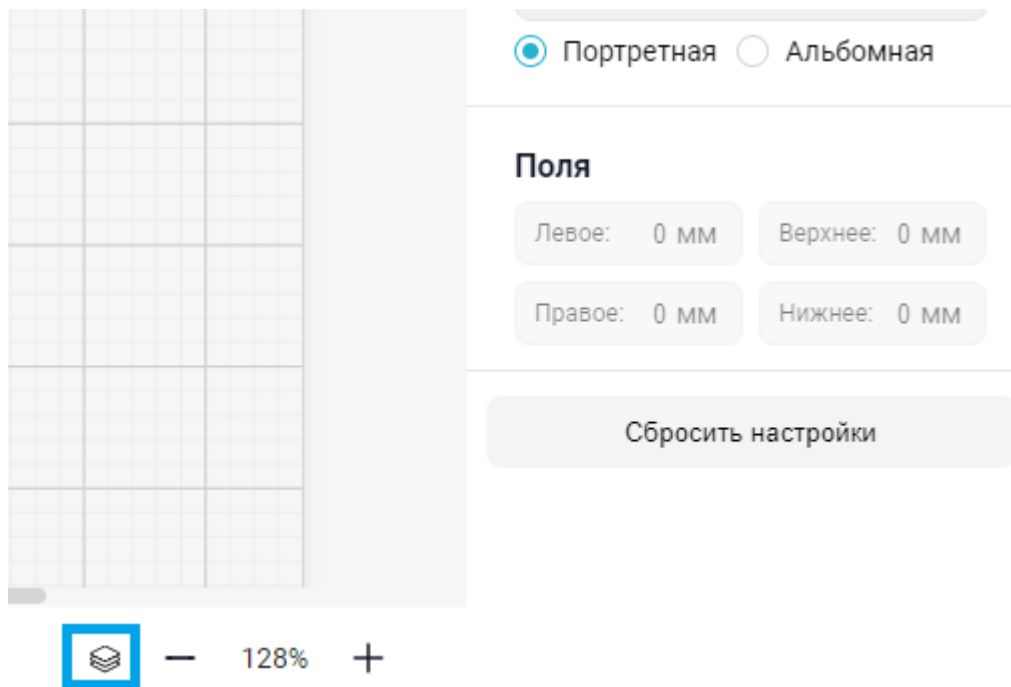 Портретная Альбомная
Поля
Левое: 0 мм Верхнее: 0 мм
Правое: 0 мм Нижнее: 0 мм
Сбросить настройки
128%